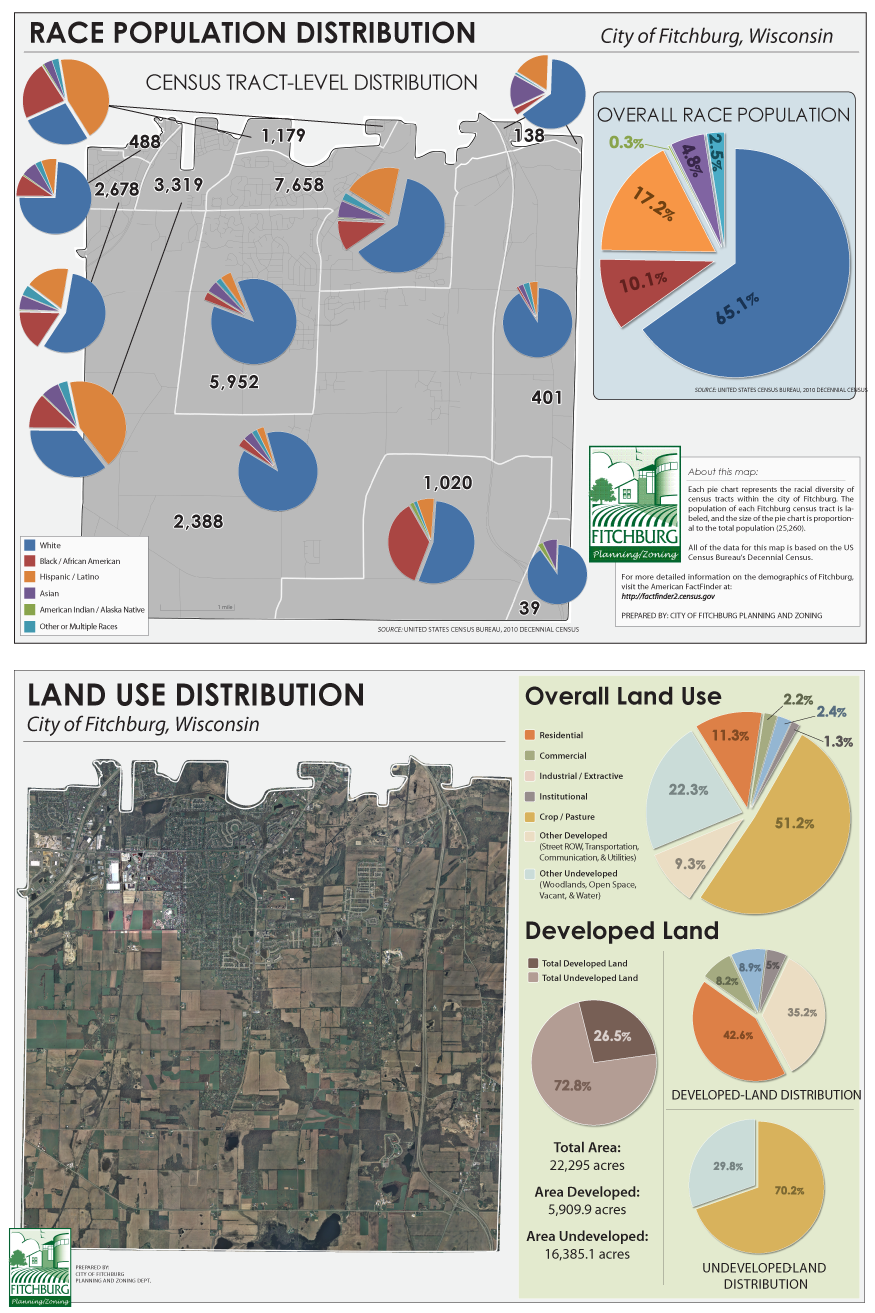 RACE POPULATION DISTRIBUTION
City of Fitchburg, Wisconsin
CENSUS TRACT-LEVEL DISTRIBUTION
488
1,179
138
2,678
3,319
7,658
5,952
401
1,020
2,388
39
White
Black / African American
Hispanic / Latino
Asian
American Indian / Alaska Native
Other or Multiple Races
1 mile
SOURCE: UNITED STATES CENSUS BUREAU, 2010 DECENNIAL CENSUS
OVERALL RACE POPULATION
0.3%
4.8%
2.5%
17.2%
10.1%
65.1%
SOURCE: UNITED STATES CENSUS BUREAU, 2010 DECENNIAL CENSUS
FITCHBURG
Planning/Zoning
About this map:
Each pie chart represents the racial diversity of
census tracts within the city of Fitchburg. The
population of each Fitchburg census tract is la-
beled, and the size of the pie chart is proportion-
al to the total population (25,260).
All of the data for this map is based on the US
Census Bureau's Decennial Census.
For more detailed information on the demographics of Fitchburg,
visit the American FactFinder at:
http://factfinder2.census.gov
PREPARED BY: CITY OF FITCHBURG PLANNING AND ZONING
LAND USE DISTRIBUTION
City of Fitchburg, Wisconsin
FITCHBURG
Planning/Zoning
PREPARED BY:
CITY OF FITCHBURG
PLANNING AND ZONING DEPT.
Overall Land Use
Residential
Commercial
Industrial / Extractive
Institutional
Crop / Pasture
Other Developed
(Street ROW, Transportation,
Communication, & Utilities)
Other Undeveloped
(Woodlands, Open Space,
Vacant, & Water)
2.2%
2.4%
1.3%
11.3%
22.3%
51.2%
9.3%
Developed Land
Total Developed Land
Total Undeveloped Land
26.5%
72.8%
Total Area:
22,295 acres
Area Developed:
5,909.9 acres
Area Undeveloped:
16,385.1 acres
8.9%
5%
8.2%
35.2%
42.6%
DEVELOPED-LAND DISTRIBUTION
29.8%
70.2%
UNDEVELOPED-LAND
DISTRIBUTION